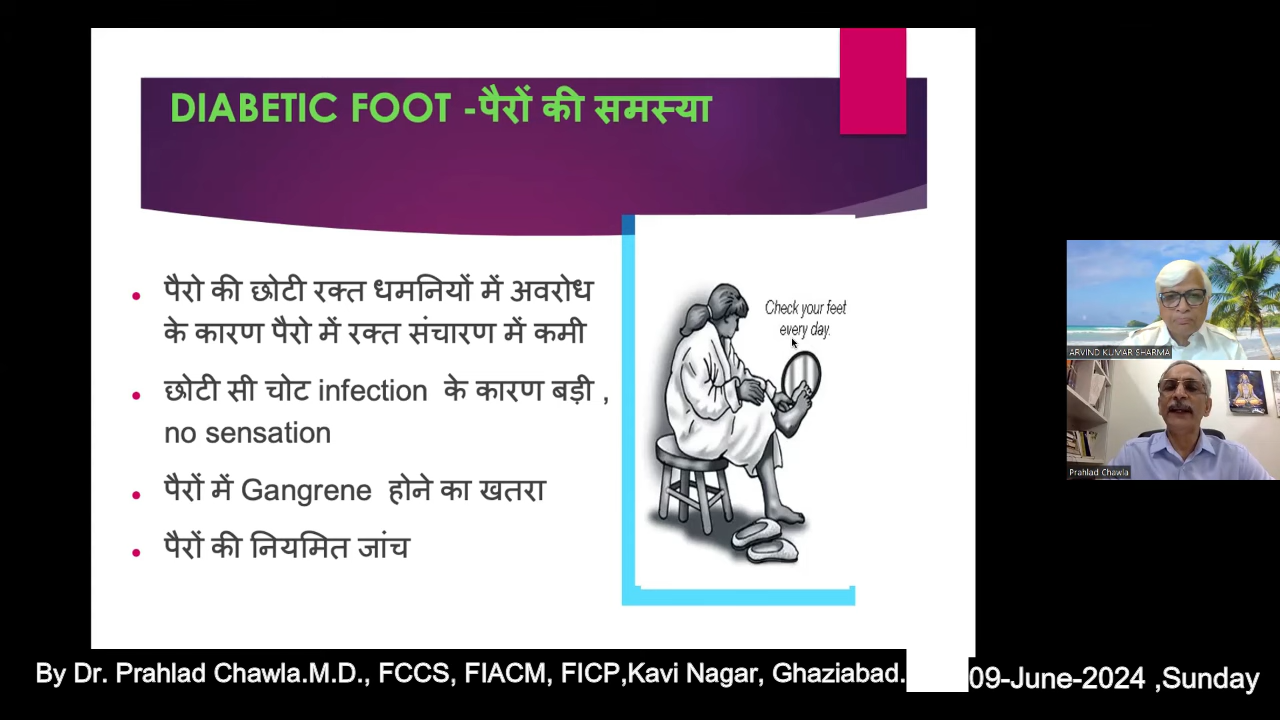 DIABETIC FOOT -पैरों की समस्या
पैरो की छोटी रक्त धमनियों में अवरोध
के कारण पैरो में रक्त संचारण में कमी
छोटी सी चोट infection के कारण बड़ी ,
no sensation
पैरों में Gangrene होने का खतरा
पैरों की नियमित जांच
Check your feet
every day.
ARVIND KUMAR SHARMA
Prahlad Chawla
By Dr. Prahlad Chawla.M.D., FCCS, FIACM, FICP,Kavi Nagar, Ghaziabad.
09-June-2024 ,Sunday